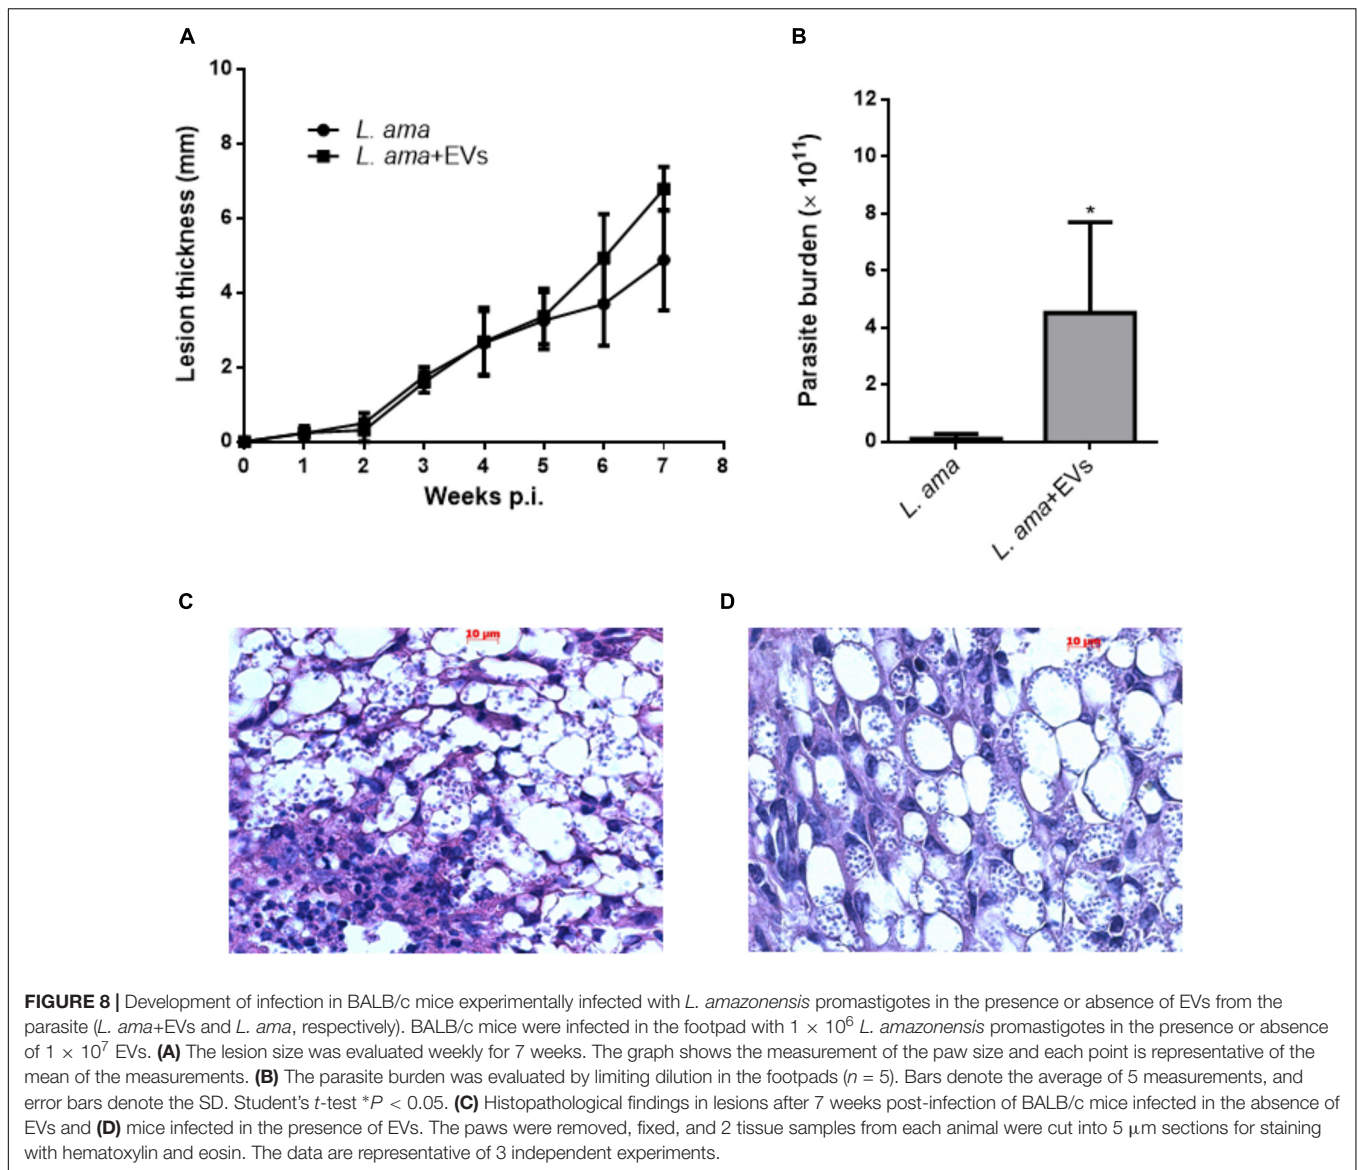 A
10
8
6
4
2
0
Lesion thickness (mm)
L. ama
L. ama+EVs
0 1 2 3 4 5 6 7 8
Weeks p.i.
B
12
10
8
6
4
2
0
Parasite burden (× 10¹¹)
*
L. ama
L. ama+EVs
C
10 µm
D
10 µm
FIGURE 8 | Development of infection in BALB/c mice experimentally infected with L. amazonensis promastigotes in the presence or absence of EVs from the
parasite (L. ama+EVs and L. ama, respectively). BALB/c mice were infected in the footpad with 1 × 10⁶ L. amazonensis promastigotes in the presence or absence
of 1 × 10⁷ EVs. (A) The lesion size was evaluated weekly for 7 weeks. The graph shows the measurement of the paw size and each point is representative of the
mean of the measurements. (B) The parasite burden was evaluated by limiting dilution in the footpads (n = 5). Bars denote the average of 5 measurements, and
error bars denote the SD. Student's t-test *P < 0.05. (C) Histopathological findings in lesions after 7 weeks post-infection of BALB/c mice infected in the absence of
EVs and (D) mice infected in the presence of EVs. The paws were removed, fixed, and 2 tissue samples from each animal were cut into 5 µm sections for staining
with hematoxylin and eosin. The data are representative of 3 independent experiments.